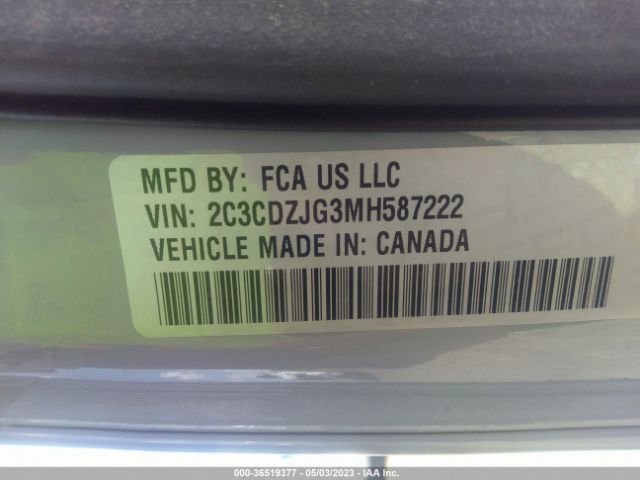 MFD BY: FCA US LLC
VIN: 2C3CDZJG3MH587222
VEHICLE MADE IN: CANADA
000-36519377 - 05/03/2023 - IAA Inc.